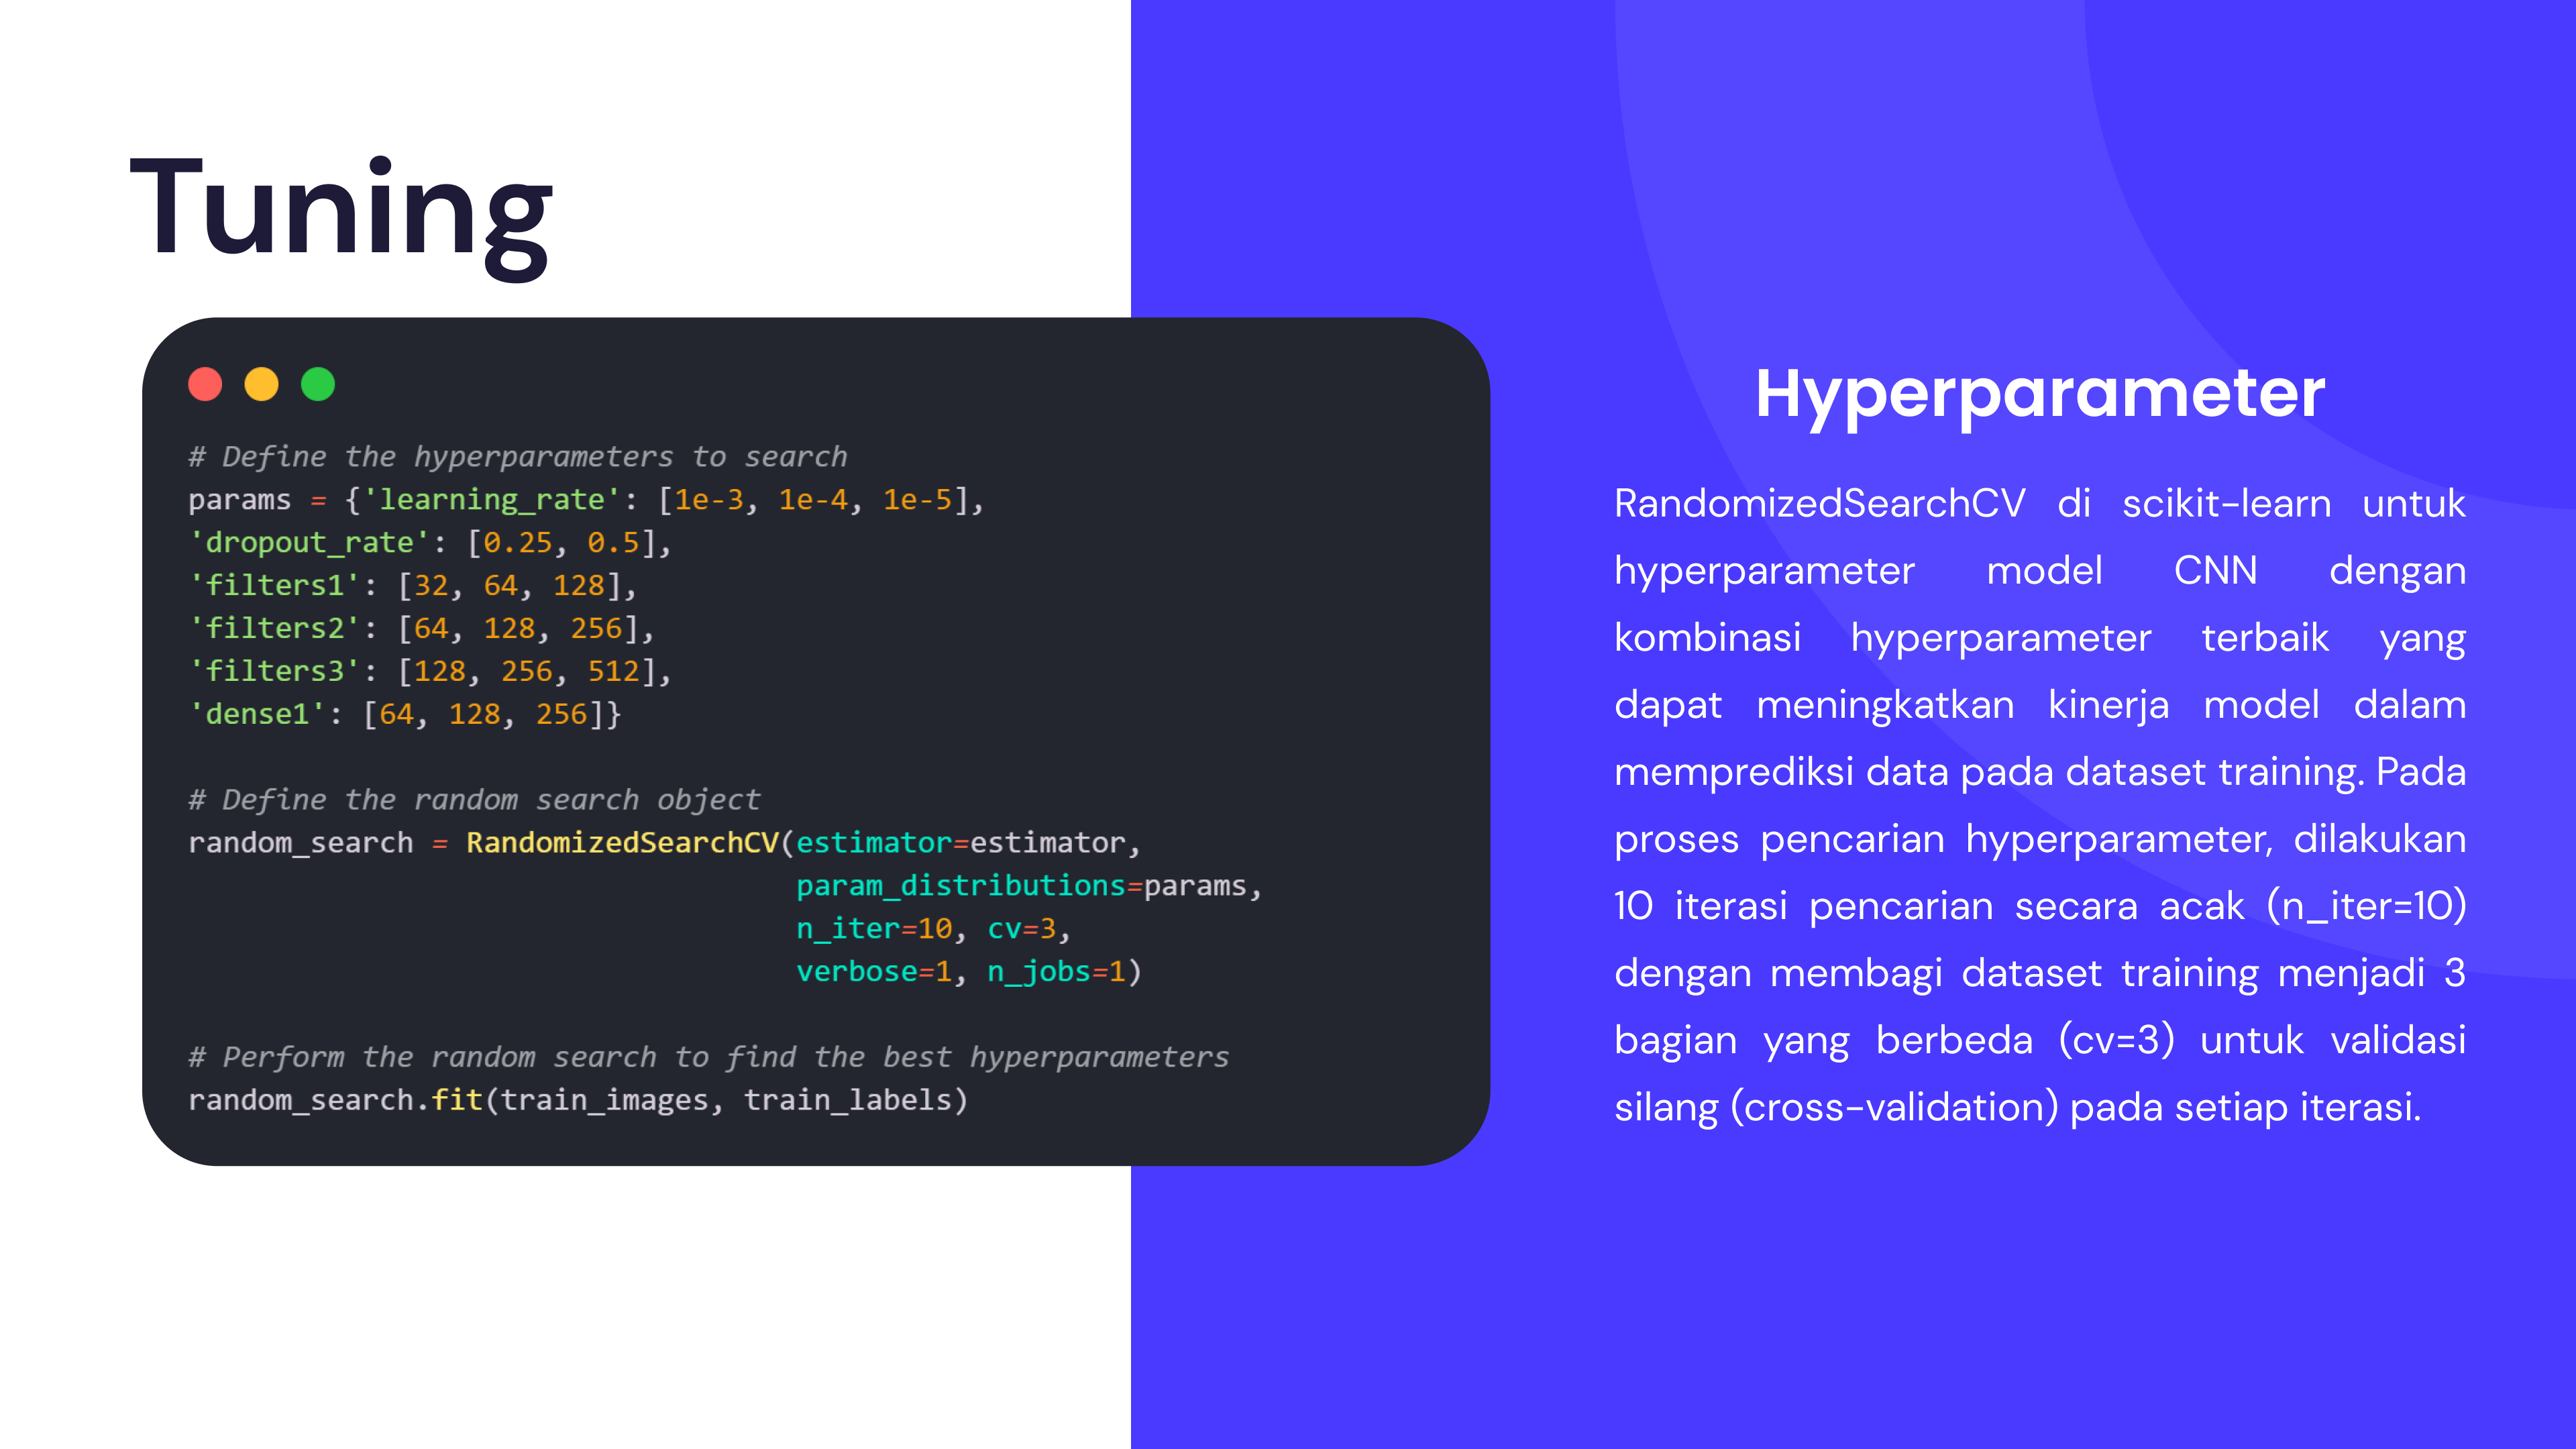 Tuning
# Define the hyperparameters to search
params = {'learning_rate': [1e-3, 1e-4, 1e-5],
'dropout_rate': [0.25, 0.5],
'filters1': [32, 64, 128],
'filters2': [64, 128, 256],
'filters3': [128, 256, 512],
'dense1': [64, 128, 256]}
# Define the random search object
random_search = RandomizedSearchCV(estimator=estimator,
param_distributions=params,
n_iter=10, cv=3,
verbose=1, n_jobs=1)
# Perform the random search to find the best hyperparameters
random_search.fit(train_images, train_labels)
Hyperparameter
RandomizedSearchCV di scikit-learn untuk
hyperparameter model CNN dengan
kombinasi hyperparameter terbaik yang
dapat meningkatkan kinerja model dalam
memprediksi data pada dataset training. Pada
proses pencarian hyperparameter, dilakukan
10 iterasi pencarian secara acak (n_iter=10)
dengan membagi dataset training menjadi 3
bagian yang berbeda (cv=3) untuk validasi
silang (cross-validation) pada setiap iterasi.